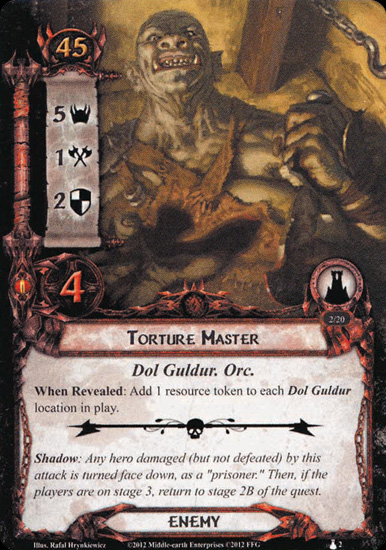 45
5
1
2
4
2/20
TORTURE MASTER
Dol Guldur. Orc.
When Revealed: Add 1 resource token to each Dol Guldur
location in play.
Shadow: Any hero damaged (but not defeated) by this
attack is turned face down, as a "prisoner." Then, if the
players are on stage 3, return to stage 2B of the quest.
ENEMY
Illus. Rafal Hrynkiewicz ©2012 Middle-earth Enterprises ©2012 FFG 2